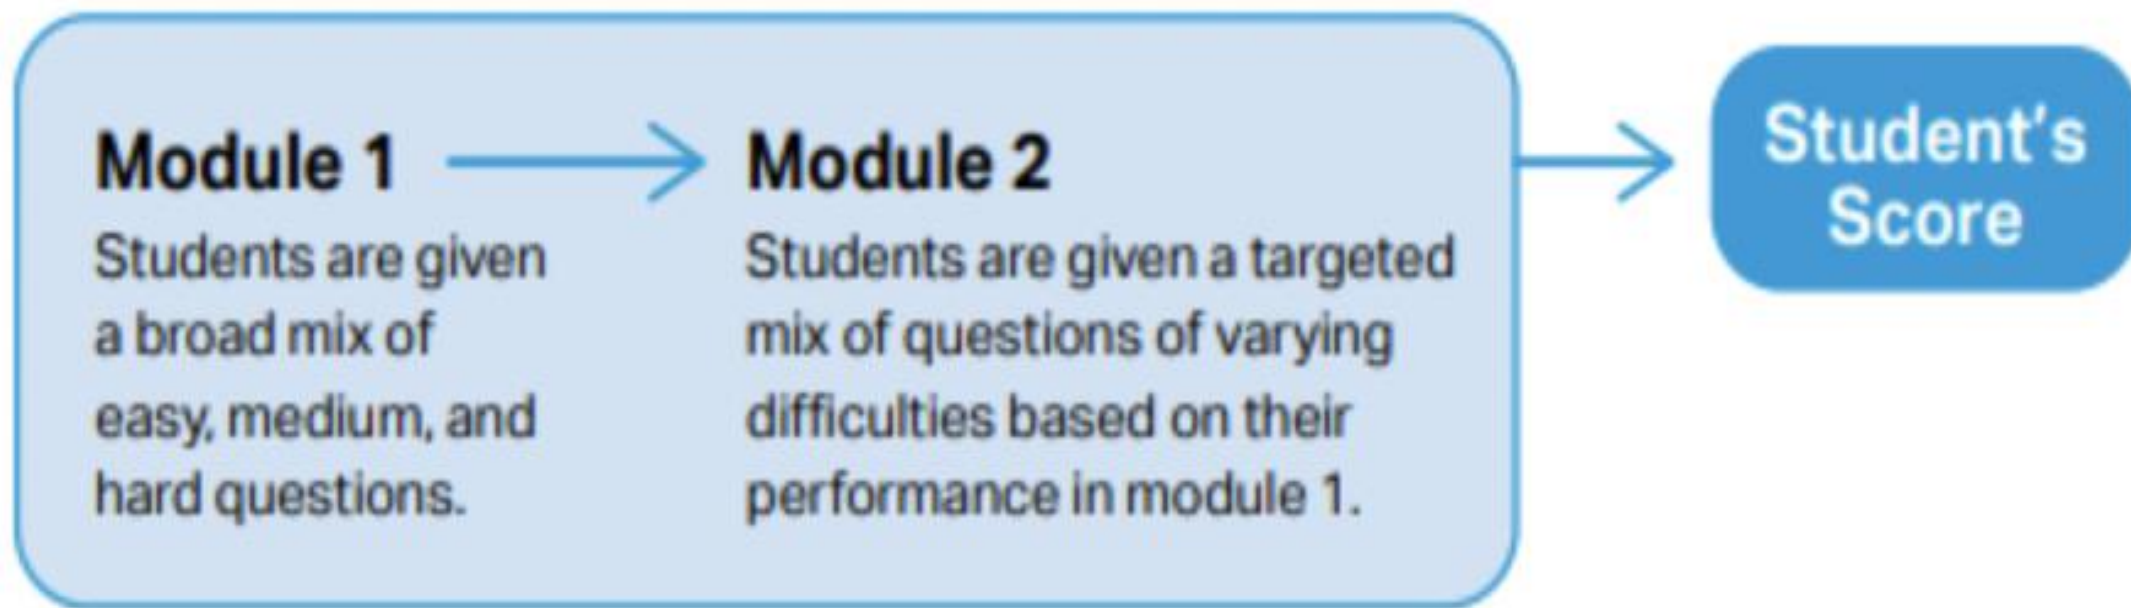 Module 1
Students are given
a broad mix of
easy, medium, and
hard questions.
Module 2
Students are given a targeted
mix of questions of varying
difficulties based on their
performance in module 1.
Student's
Score